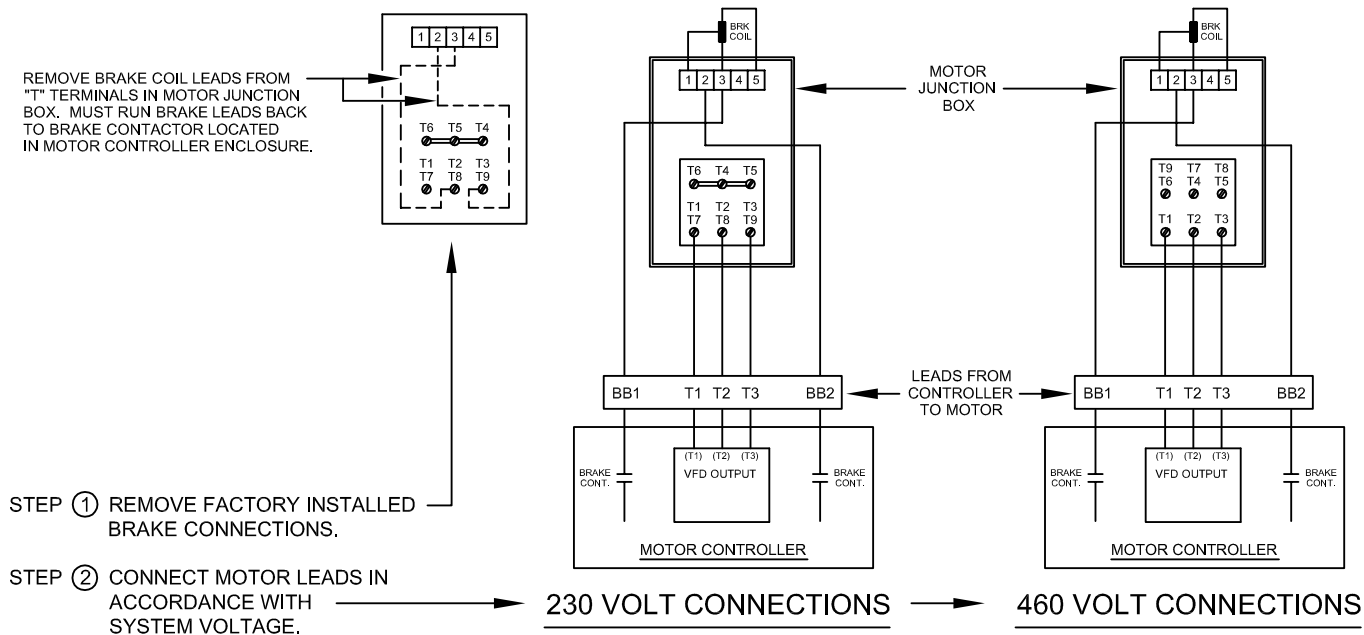 1 2 3 4 5
REMOVE BRAKE COIL LEADS FROM
"T" TERMINALS IN MOTOR JUNCTION
BOX. MUST RUN BRAKE LEADS BACK
TO BRAKE CONTACTOR LOCATED
IN MOTOR CONTROLLER ENCLOSURE.
T6 T5 T4
T1 T2 T3
T7 T8 T9
STEP 1 REMOVE FACTORY INSTALLED
BRAKE CONNECTIONS.
STEP 2 CONNECT MOTOR LEADS IN
ACCORDANCE WITH
SYSTEM VOLTAGE.
BRK
COIL
1 2 3 4 5
T6 T4 T5
T1 T2 T3
T7 T8 T9
BB1 T1 T2 T3 BB2
(T1) (T2) (T3)
VFD OUTPUT
BRAKE
CONT.
BRAKE
CONT.
MOTOR CONTROLLER
230 VOLT CONNECTIONS
MOTOR
JUNCTION
BOX
LEADS FROM
CONTROLLER
TO MOTOR
BRK
COIL
1 2 3 4 5
T9 T7 T8
T6 T4 T5
T1 T2 T3
BB1 T1 T2 T3 BB2
(T1) (T2) (T3)
VFD OUTPUT
BRAKE
CONT.
BRAKE
CONT.
MOTOR CONTROLLER
460 VOLT CONNECTIONS